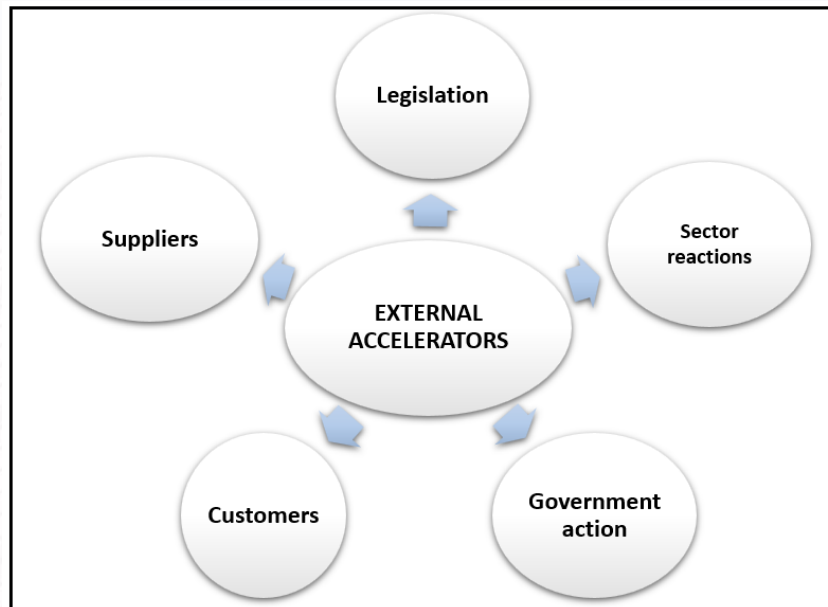 Legislation
Suppliers
Sector
reactions
EXTERNAL
ACCELERATORS
Customers
Government
action